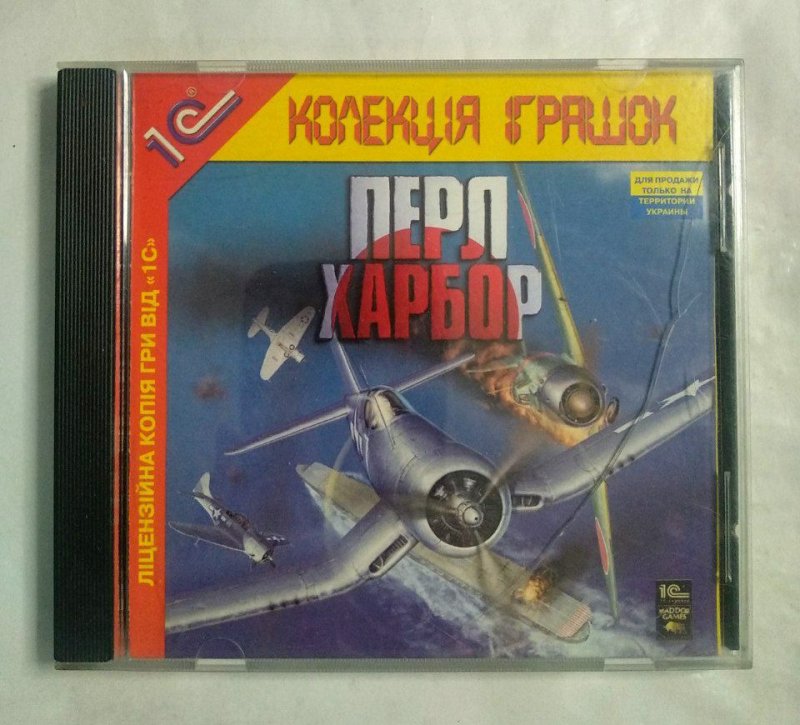 1С®
КОЛЕКЦІЯ ІГРАШОК
ПЕРЛ
ХАРБОР
ДЛЯ ПРОДАЖИ
ТОЛЬКО НА
ТЕРРИТОРИИ
УКРАИНЫ
ЛІЦЕНЗІЙНА КОПІЯ ГРИ ВІД «1С»
1С
MADDOX
GAMES